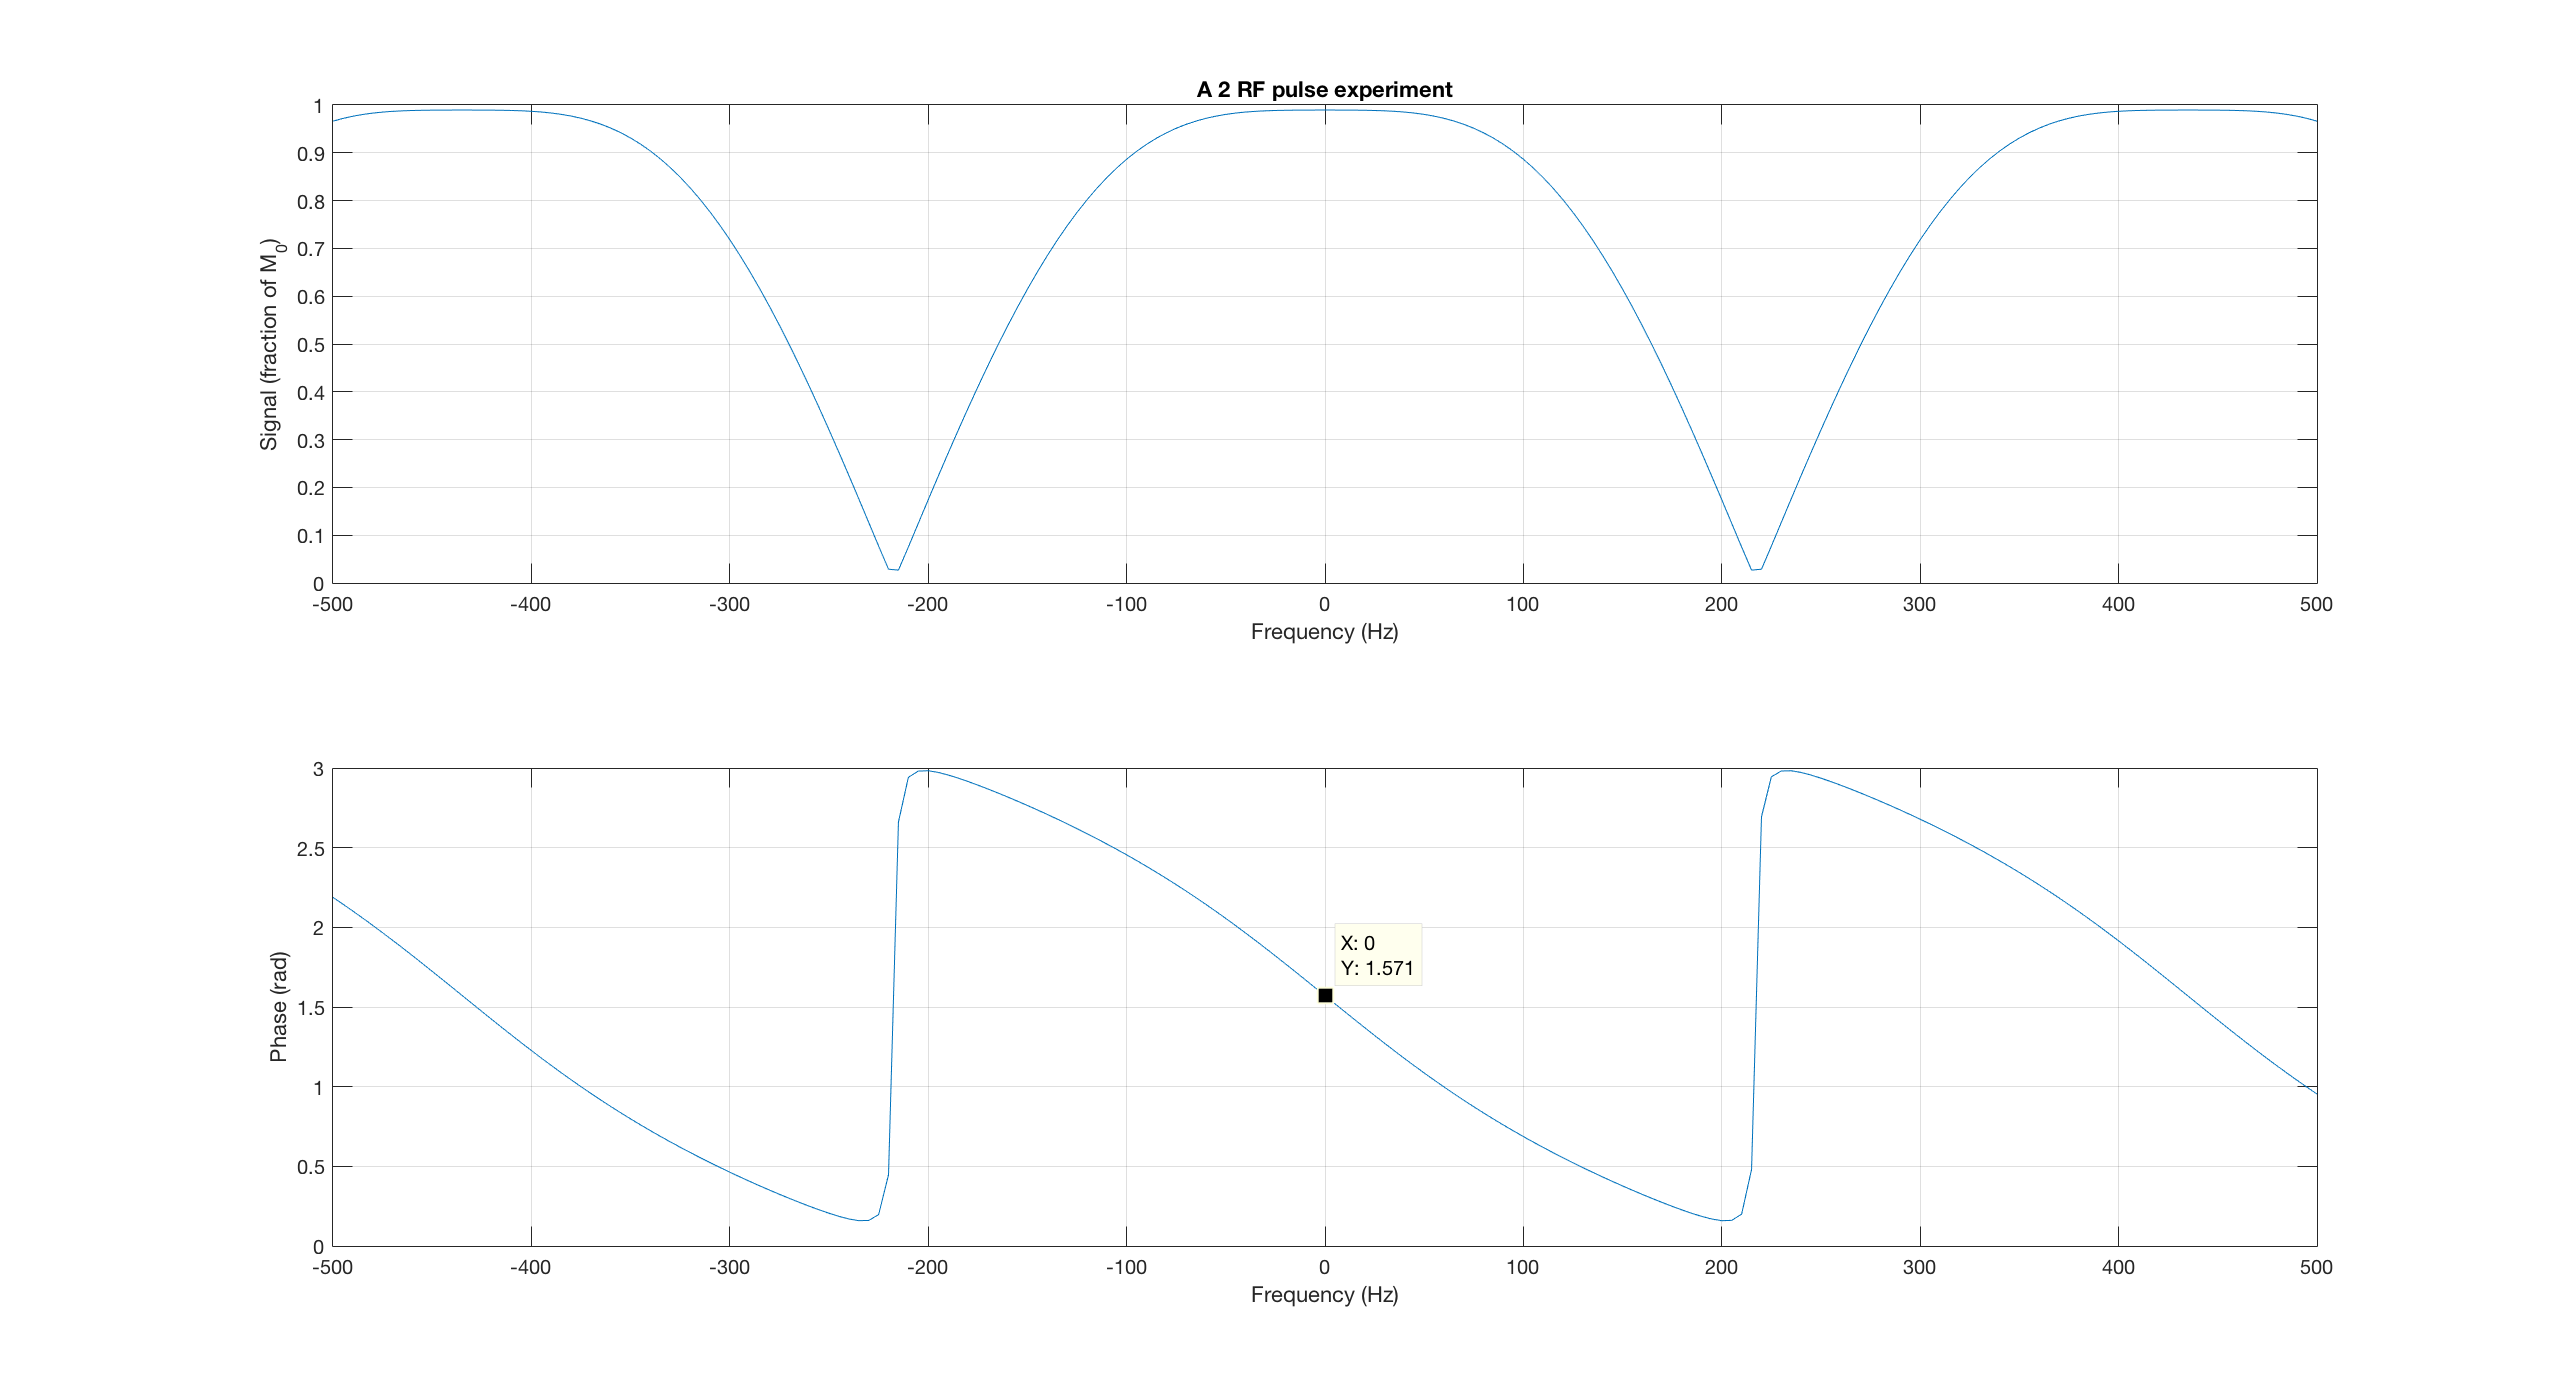 A 2 RF pulse experiment
1
0.9
0.8
0.7
0.6
0.5
0.4
0.3
0.2
0.1
0
Signal (fraction of M0)
-500 -400 -300 -200 -100 0 100 200 300 400 500
Frequency (Hz)
3
2.5
2
1.5
1
0.5
0
Phase (rad)
X: 0
Y: 1.571
-500 -400 -300 -200 -100 0 100 200 300 400 500
Frequency (Hz)